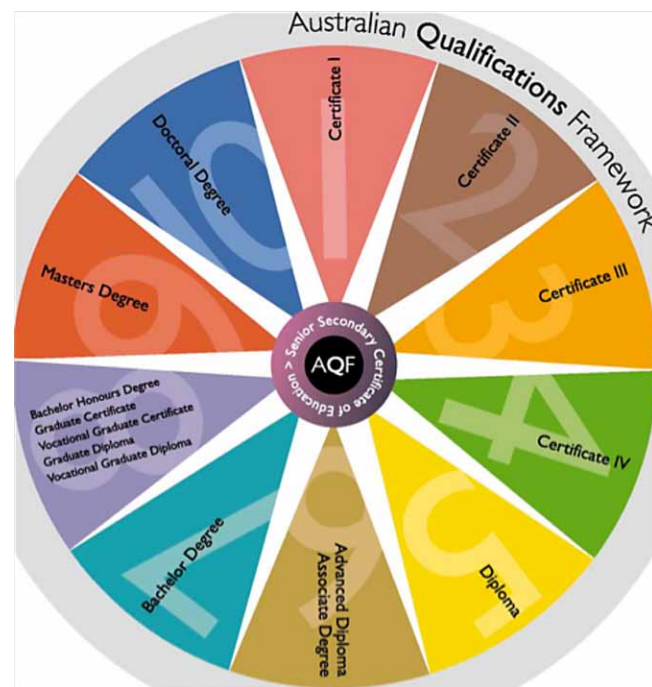 Australian Qualifications Framework
1
Certificate I
2
Certificate II
3
Certificate III
4
Certificate IV
5
Diploma
6
Advanced Diploma
Associate Degree
7
Bachelor Degree
8
Bachelor Honours Degree
Graduate Certificate
Vocational Graduate Certificate
Graduate Diploma
Vocational Graduate Diploma
9
Masters Degree
10
Doctoral Degree
Senior Secondary Certificate of Education <
AQF